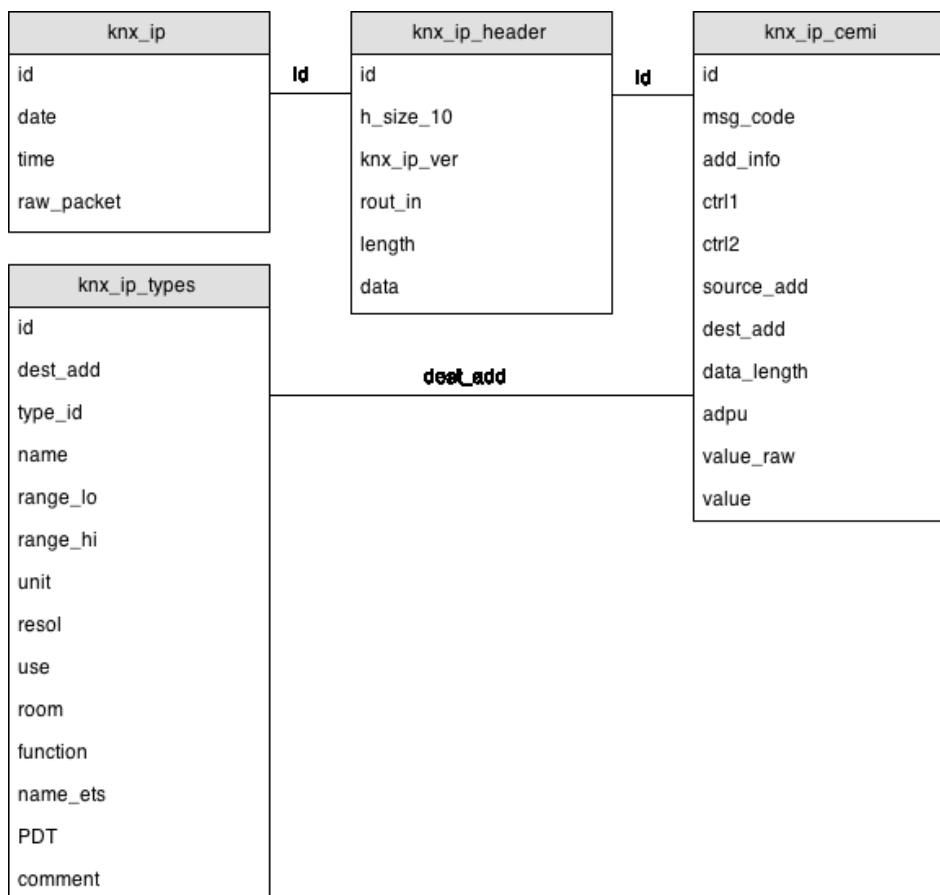 knx_ip
id
date
time
raw_packet
id
knx_ip_header
id
h_size_10
knx_ip_ver
rout_in
length
data
id
knx_ip_cemi
id
msg_code
add_info
ctrl1
ctrl2
source_add
dest_add
data_length
adpu
value_raw
value
knx_ip_types
id
dest_add
type_id
name
range_lo
range_hi
unit
resol
use
room
function
name_ets
PDT
comment
dest_add